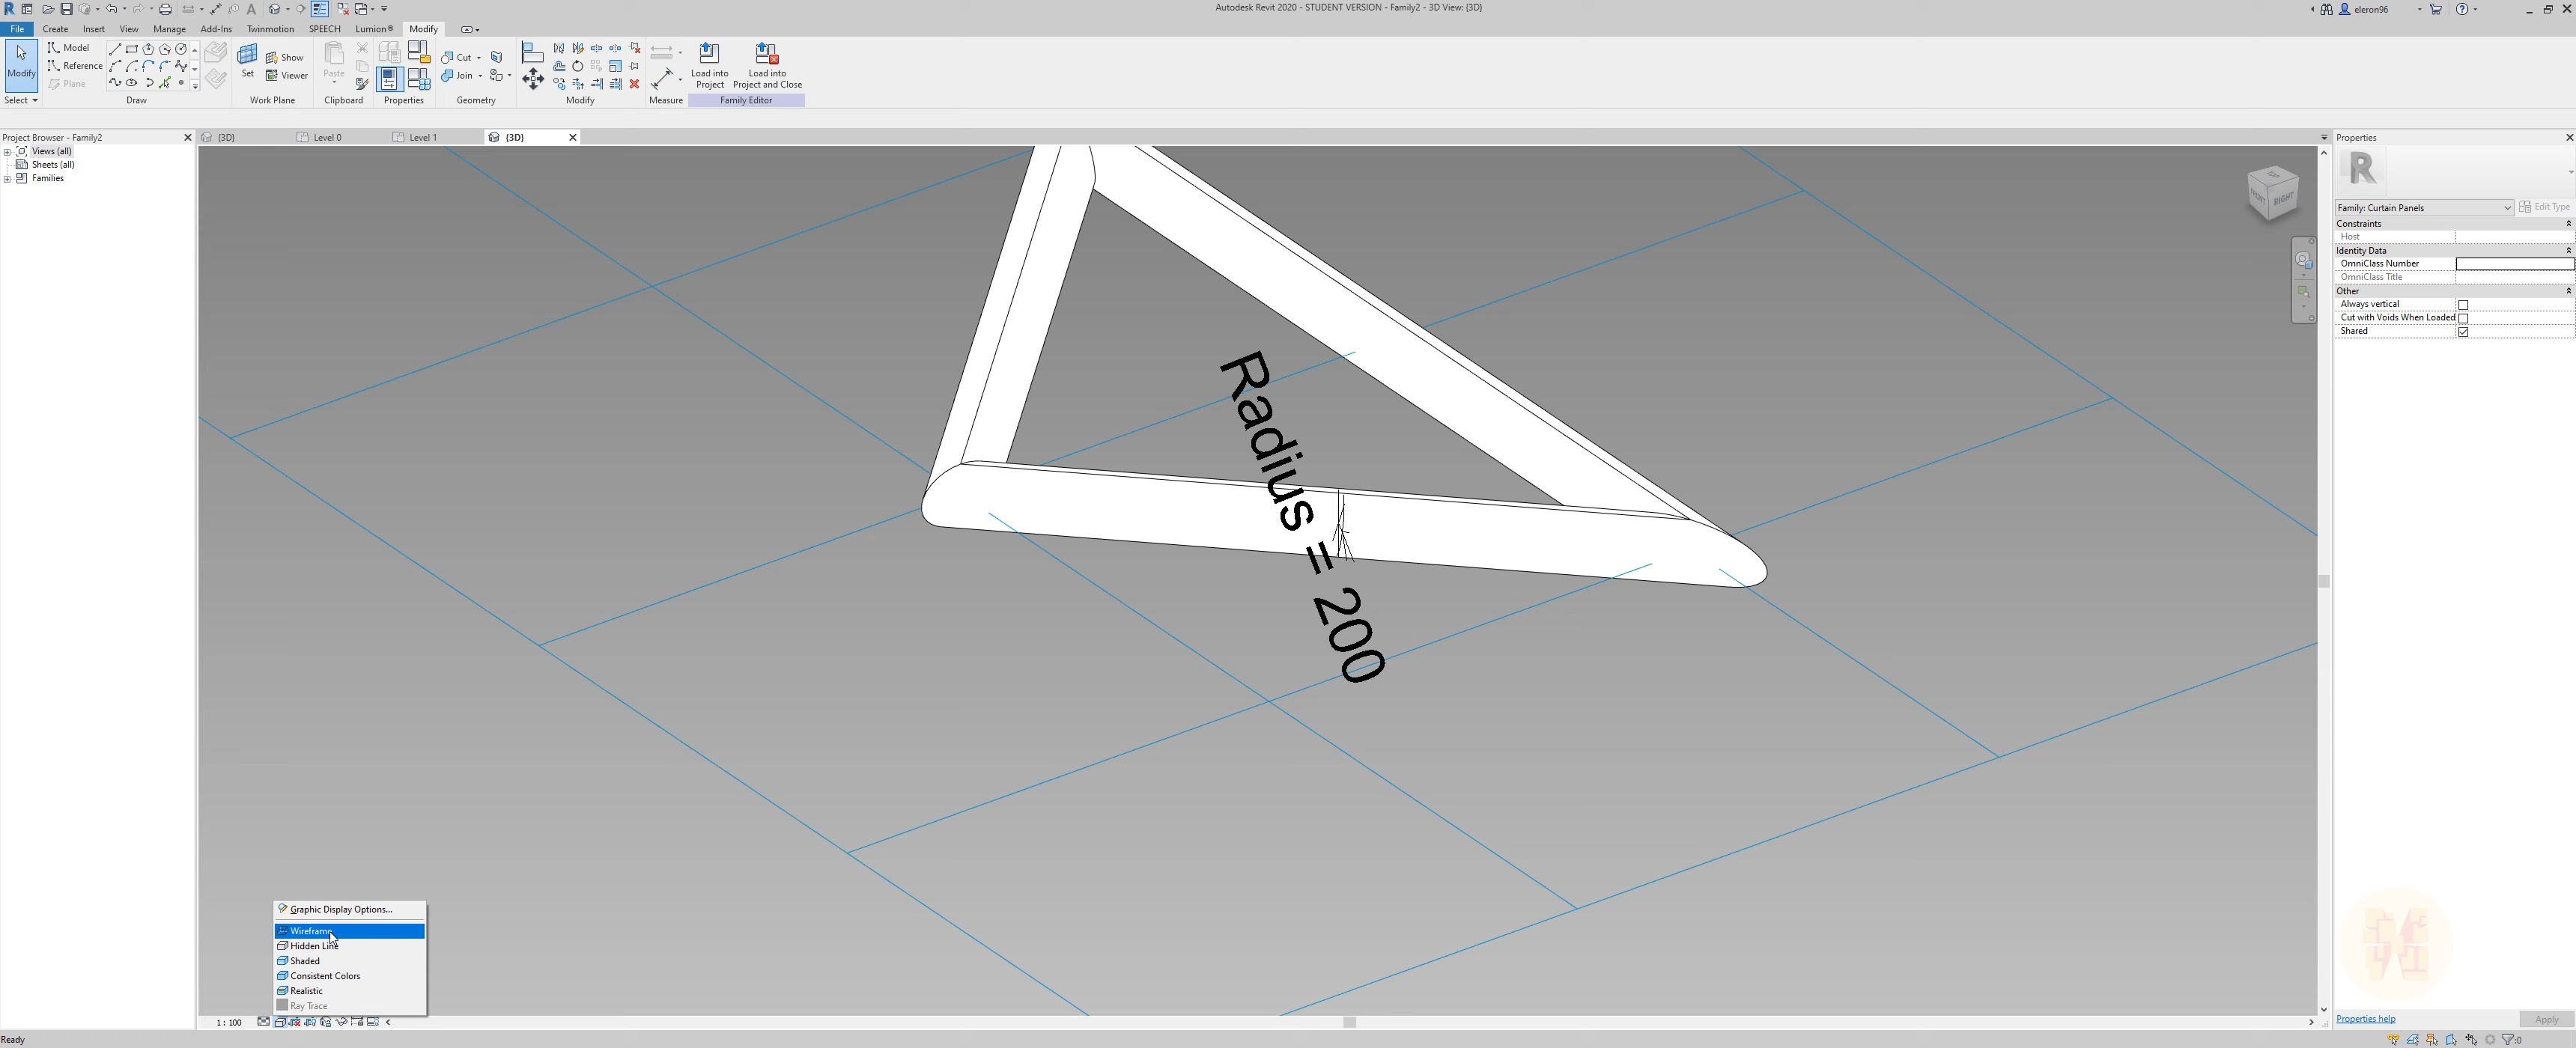 Autodesk Revit 2020 - STUDENT VERSION - Family2 - 3D View: {3D}
eleron96
File Create Insert View Manage Add-Ins Twinmotion SPEECH Lumion® Modify
Modify
Model
Reference
Plane
Set
Show
Viewer
Paste
Cut
Join
Load into Project
Load into Project and Close
Select Draw Work Plane Clipboard Properties Geometry Modify Measure Family Editor
Project Browser - Family2
Views (all)
Sheets (all)
Families
{3D}
Level 0
Level 1
{3D}
TOP
FRONT
RIGHT
Radius = 200
Graphic Display Options...
Wireframe
Hidden Line
Shaded
Consistent Colors
Realistic
Ray Trace
1 : 100
Ready
Properties
Family: Curtain Panels
Edit Type
Constraints
Host
Identity Data
OmniClass Number
OmniClass Title
Other
Always vertical
Cut with Voids When Loaded
Shared
Properties help
Apply
:0